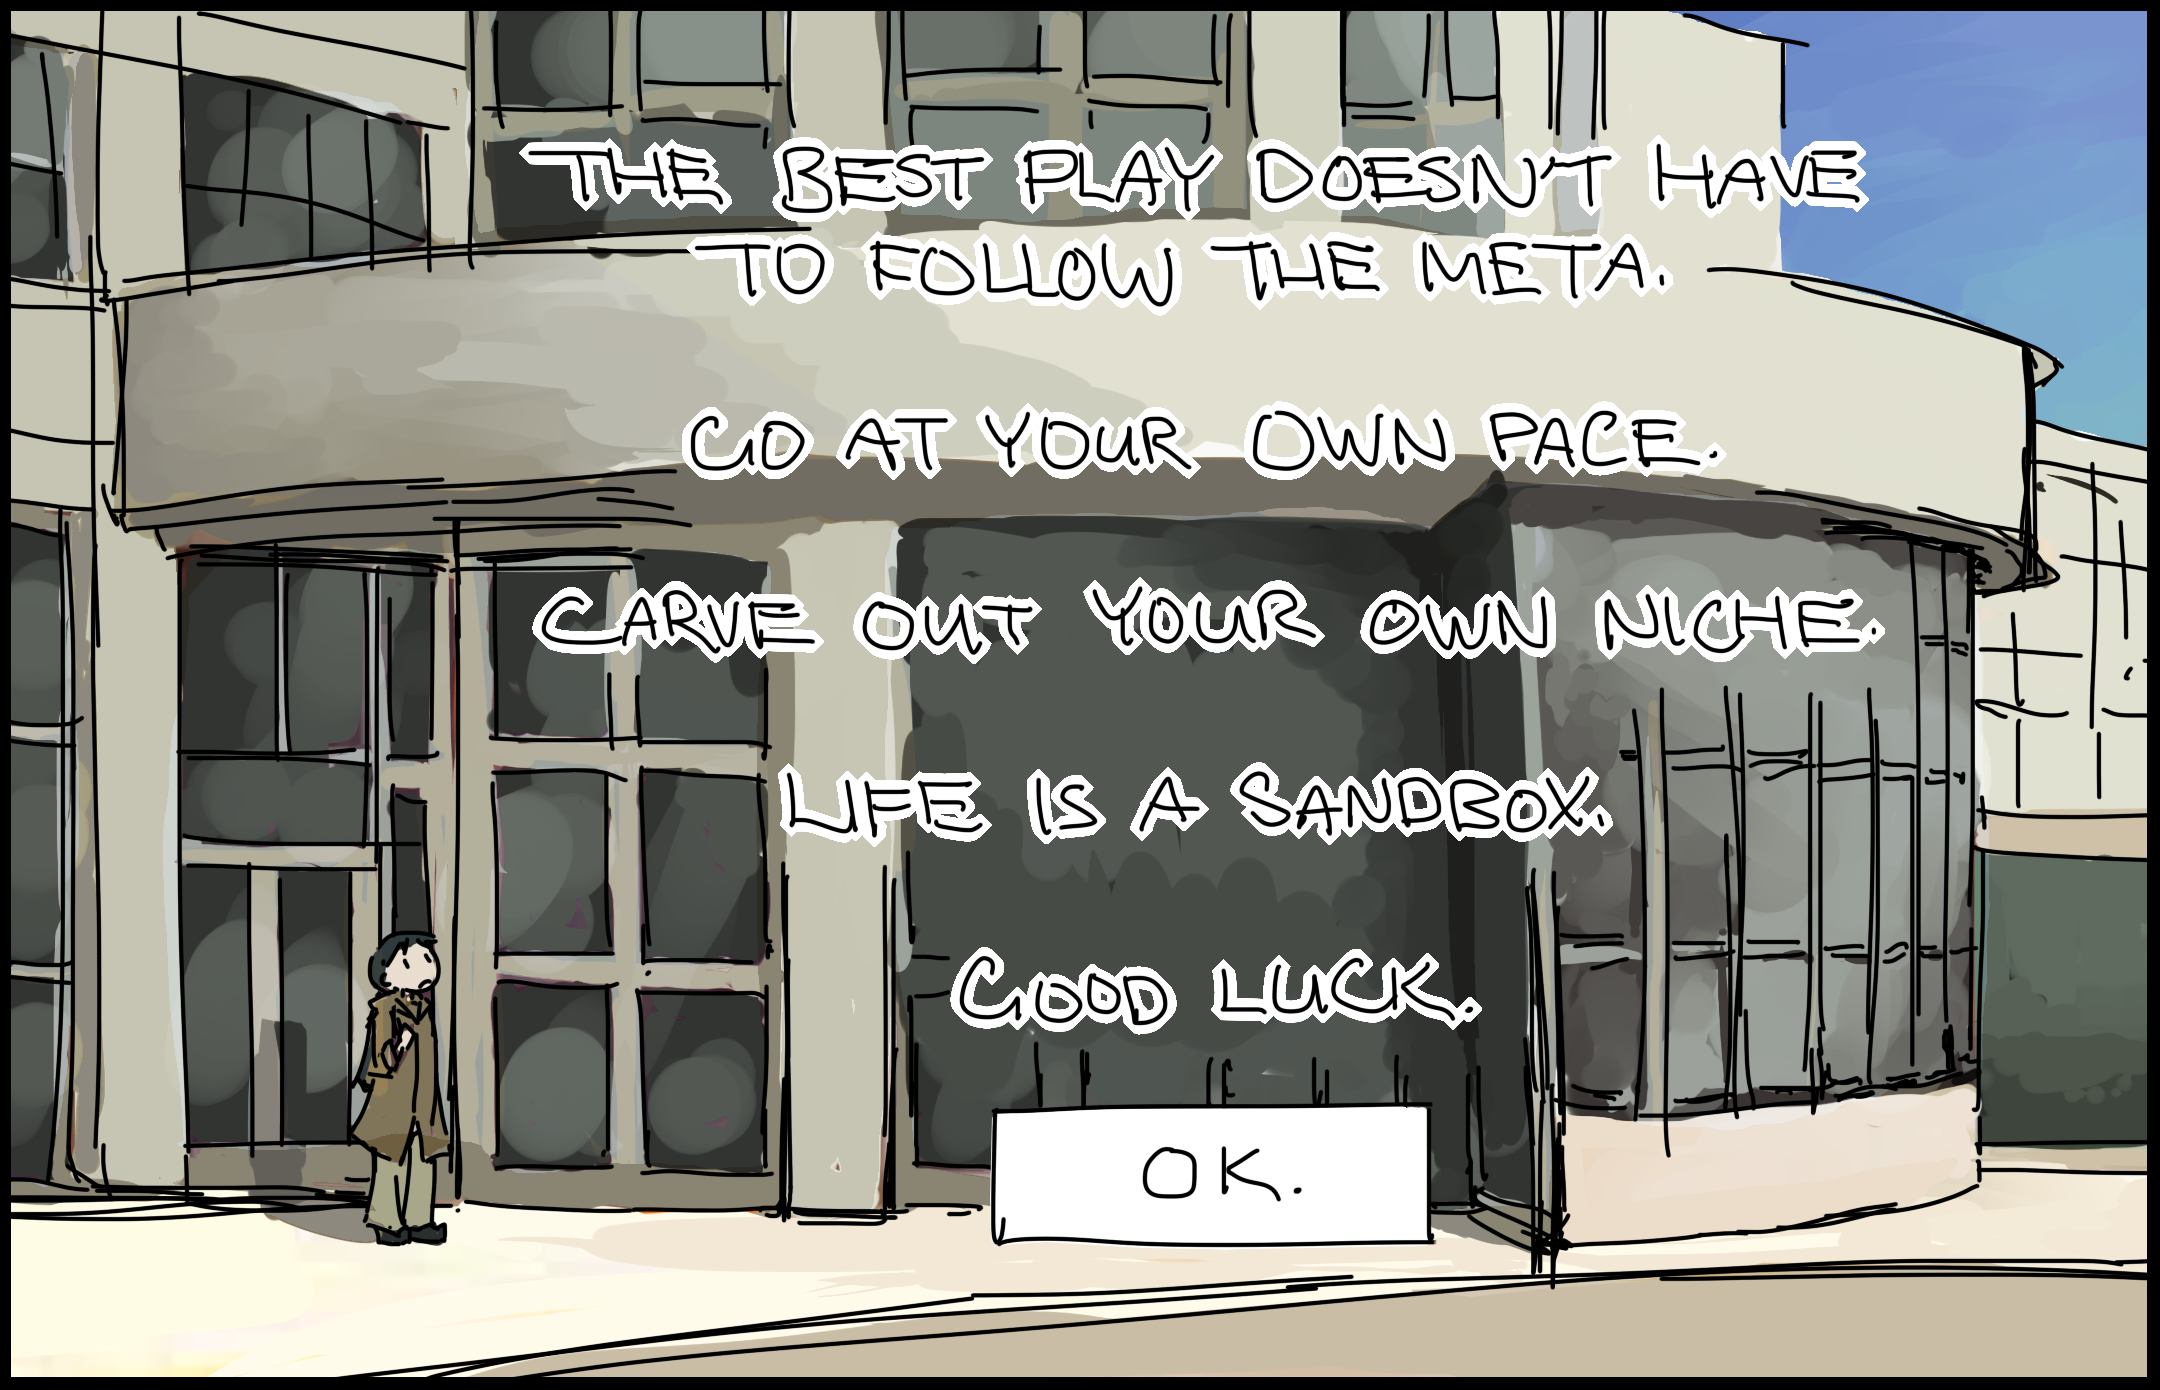 THE BEST PLAY DOESN'T HAVE
TO FOLLOW THE META.
GO AT YOUR OWN PACE.
CARVE OUT YOUR OWN NICHE.
LIFE IS A SANDBOX.
GOOD LUCK.
OK.